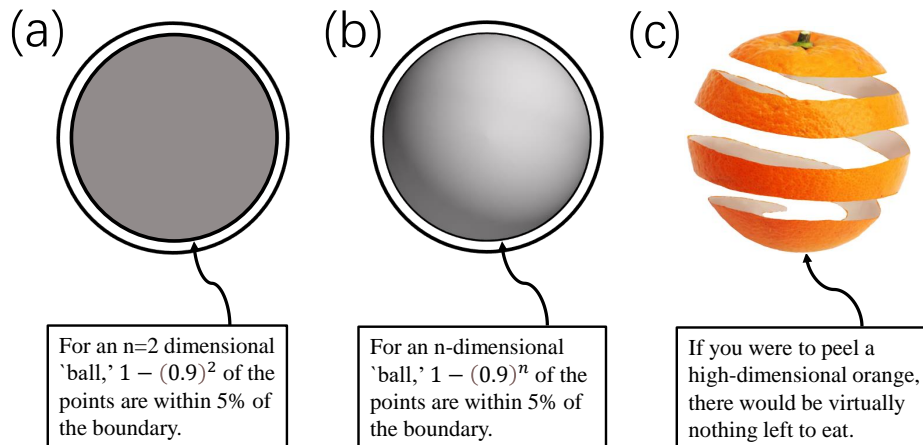 (a)
(b)
(c)
For an n=2 dimensional
`ball,' 1 − (0.9)² of the
points are within 5% of
the boundary.
For an n-dimensional
`ball,' 1 − (0.9)ⁿ of the
points are within 5% of
the boundary.
If you were to peel a
high-dimensional orange,
there would be virtually
nothing left to eat.